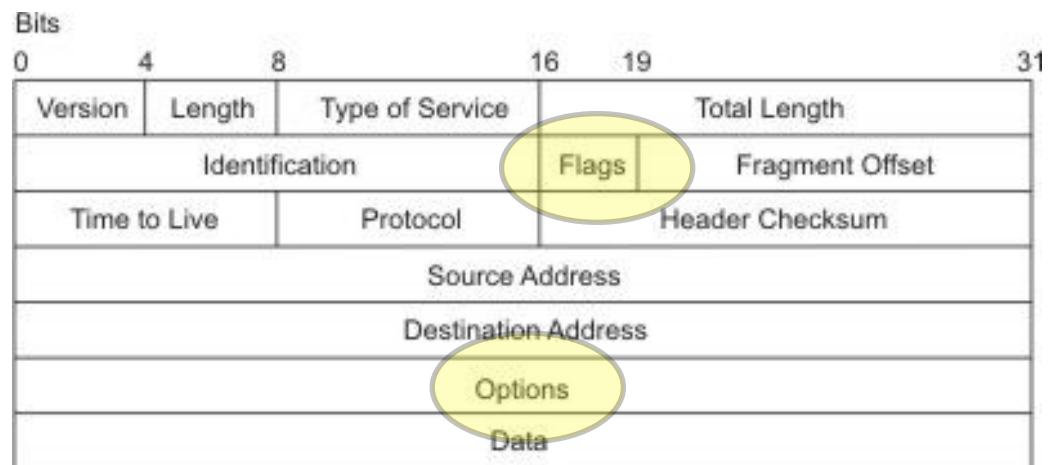 Bits
0 4 8 16 19 31
Version Length Type of Service Total Length
Identification Flags Fragment Offset
Time to Live Protocol Header Checksum
Source Address
Destination Address
Options
Data